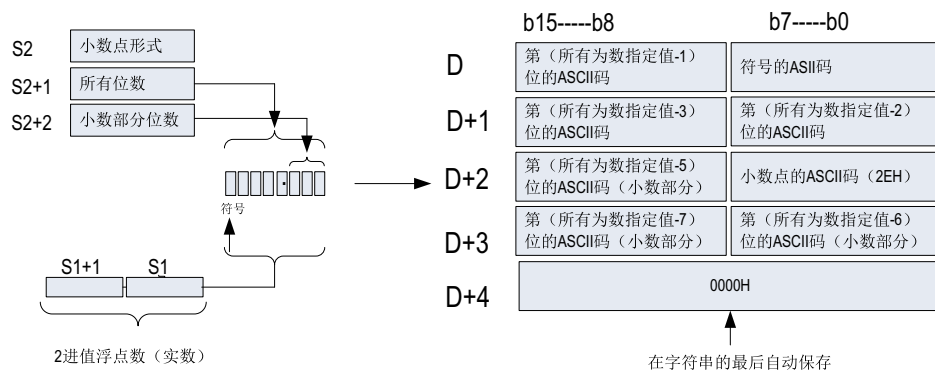 S2
小数点形式
S2+1
所有位数
S2+2
小数部分位数
符号
S1+1
S1
2进值浮点数（实数）
b15-----b8
b7-----b0
D
第（所有为数指定值-1）
位的ASCII码
符号的ASII码
D+1
第（所有为数指定值-3）
位的ASCII码
第（所有为数指定值-2）
位的ASCII码
D+2
第（所有为数指定值-5）
位的ASCII码（小数部分）
小数点的ASCII码（2EH）
D+3
第（所有为数指定值-7）
位的ASCII码（小数部分）
第（所有为数指定值-6）
位的ASCII码（小数部分）
D+4
0000H
在字符串的最后自动保存